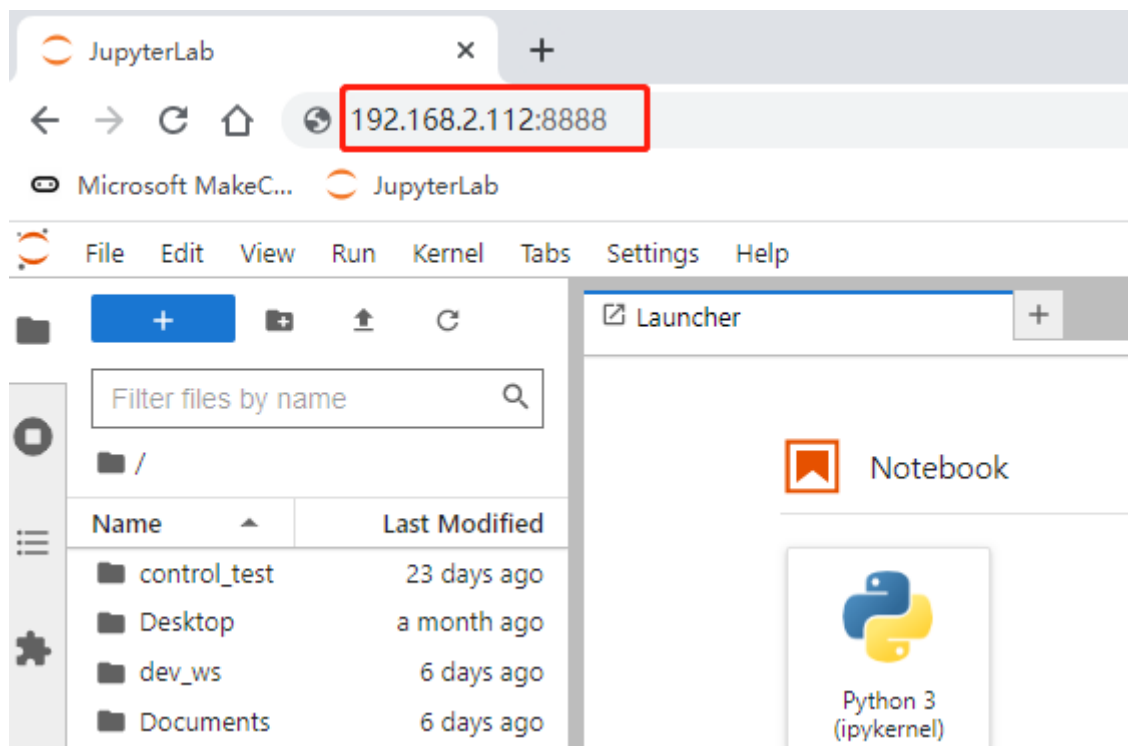 JupyterLab
192.168.2.112:8888
Microsoft MakeC... JupyterLab
File Edit View Run Kernel Tabs Settings Help
Launcher
Filter files by name
/
Notebook
Name Last Modified
control_test 23 days ago
Desktop a month ago
dev_ws 6 days ago
Documents 6 days ago
Python 3
(ipykernel)